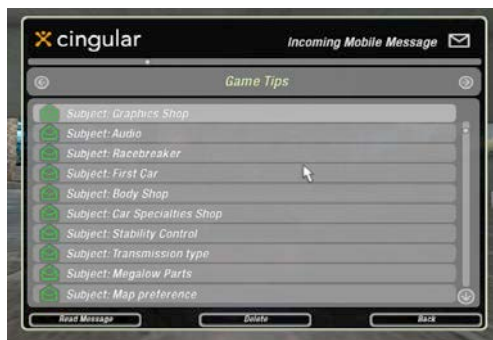 cingular
Incoming Mobile Message
Game Tips
Subject: Graphics Shop
Subject: Audio
Subject: Racebreaker
Subject: First Car
Subject: Body Shop
Subject: Car Specialties Shop
Subject: Stability Control
Subject: Transmission type
Subject: Megalow Parts
Subject: Map preference
Read Message
Delete
Back